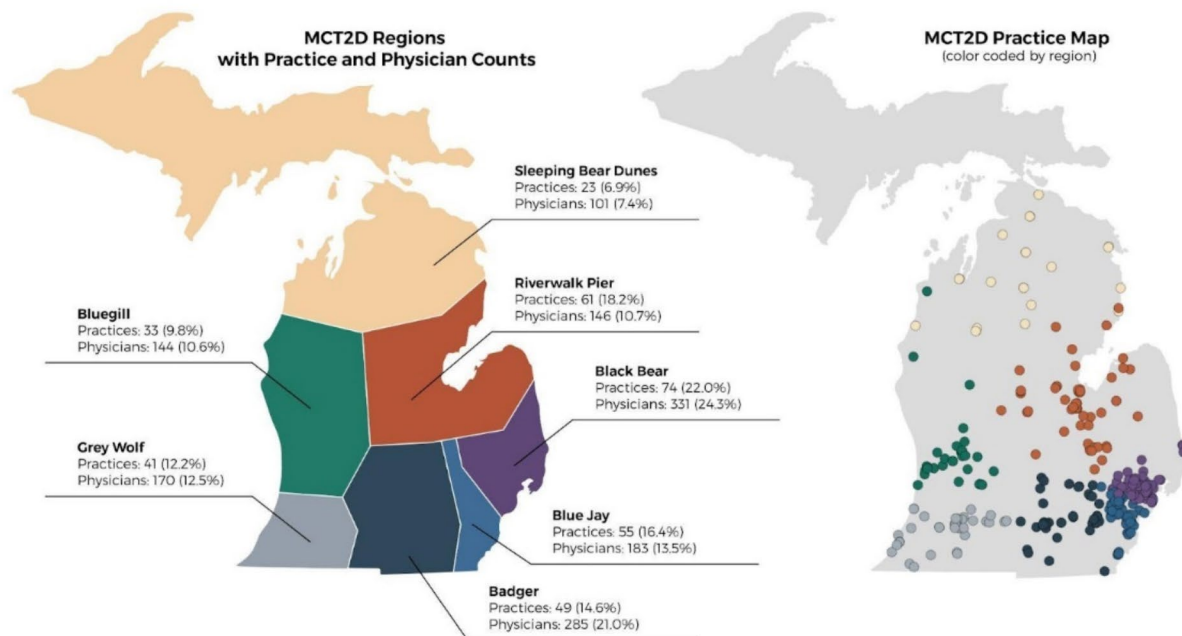 MCT2D Regions
with Practice and Physician Counts
MCT2D Practice Map
(color coded by region)
Sleeping Bear Dunes
Practices: 23 (6.9%)
Physicians: 101 (7.4%)
Riverwalk Pier
Practices: 61 (18.2%)
Physicians: 146 (10.7%)
Bluegill
Practices: 33 (9.8%)
Physicians: 144 (10.6%)
Black Bear
Practices: 74 (22.0%)
Physicians: 331 (24.3%)
Grey Wolf
Practices: 41 (12.2%)
Physicians: 170 (12.5%)
Blue Jay
Practices: 55 (16.4%)
Physicians: 183 (13.5%)
Badger
Practices: 49 (14.6%)
Physicians: 285 (21.0%)